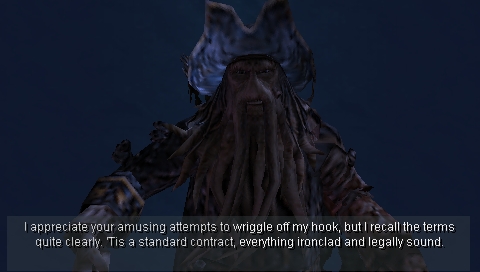 I appreciate your amusing attempts to wriggle off my hook, but I recall the terms
quite clearly. 'Tis a standard contract, everything ironclad and legally sound.